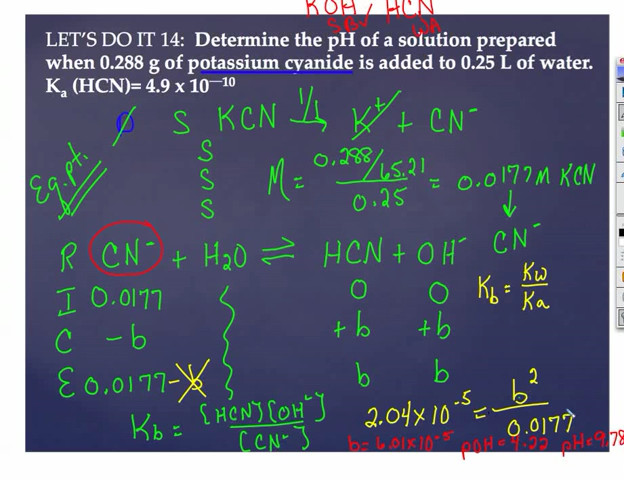 KOH / HCN
SB WA
LET'S DO IT 14: Determine the pH of a solution prepared
when 0.288 g of potassium cyanide is added to 0.25 L of water.
Ka (HCN)= 4.9 x 10⁻¹⁰
S KCN 1/1 → K⁺ + CN⁻
Eq. pt.
S
S
S
M = 0.288/65.21 / 0.25 = 0.0177 M KCN
↓
CN⁻
R CN⁻ + H₂O ⇌ HCN + OH⁻
I 0.0177 0 0
Kb = Kw/Ka
C - b + b + b
E 0.0177 - b b b
Kb = [HCN][OH⁻]/[CN⁻]
2.04 x 10⁻⁵ = b²/0.0177
b = 6.01 x 10⁻⁵ pOH = 4.22 pH = 9.78